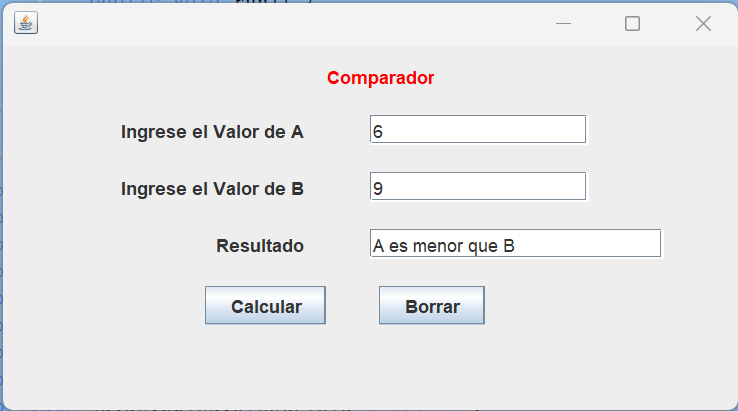 Comparador
Ingrese el Valor de A 6
Ingrese el Valor de B 9
Resultado A es menor que B
Calcular Borrar